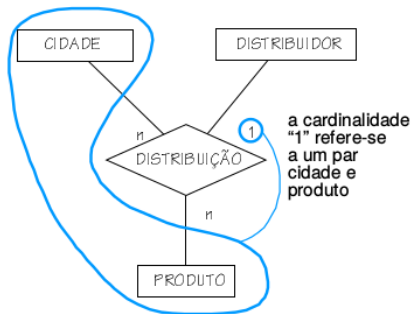 CIDADE
DISTRIBUIDOR
n
1
DISTRIBUIÇÃO
a cardinalidade
“1” refere-se
a um par
cidade e
produto
n
PRODUTO